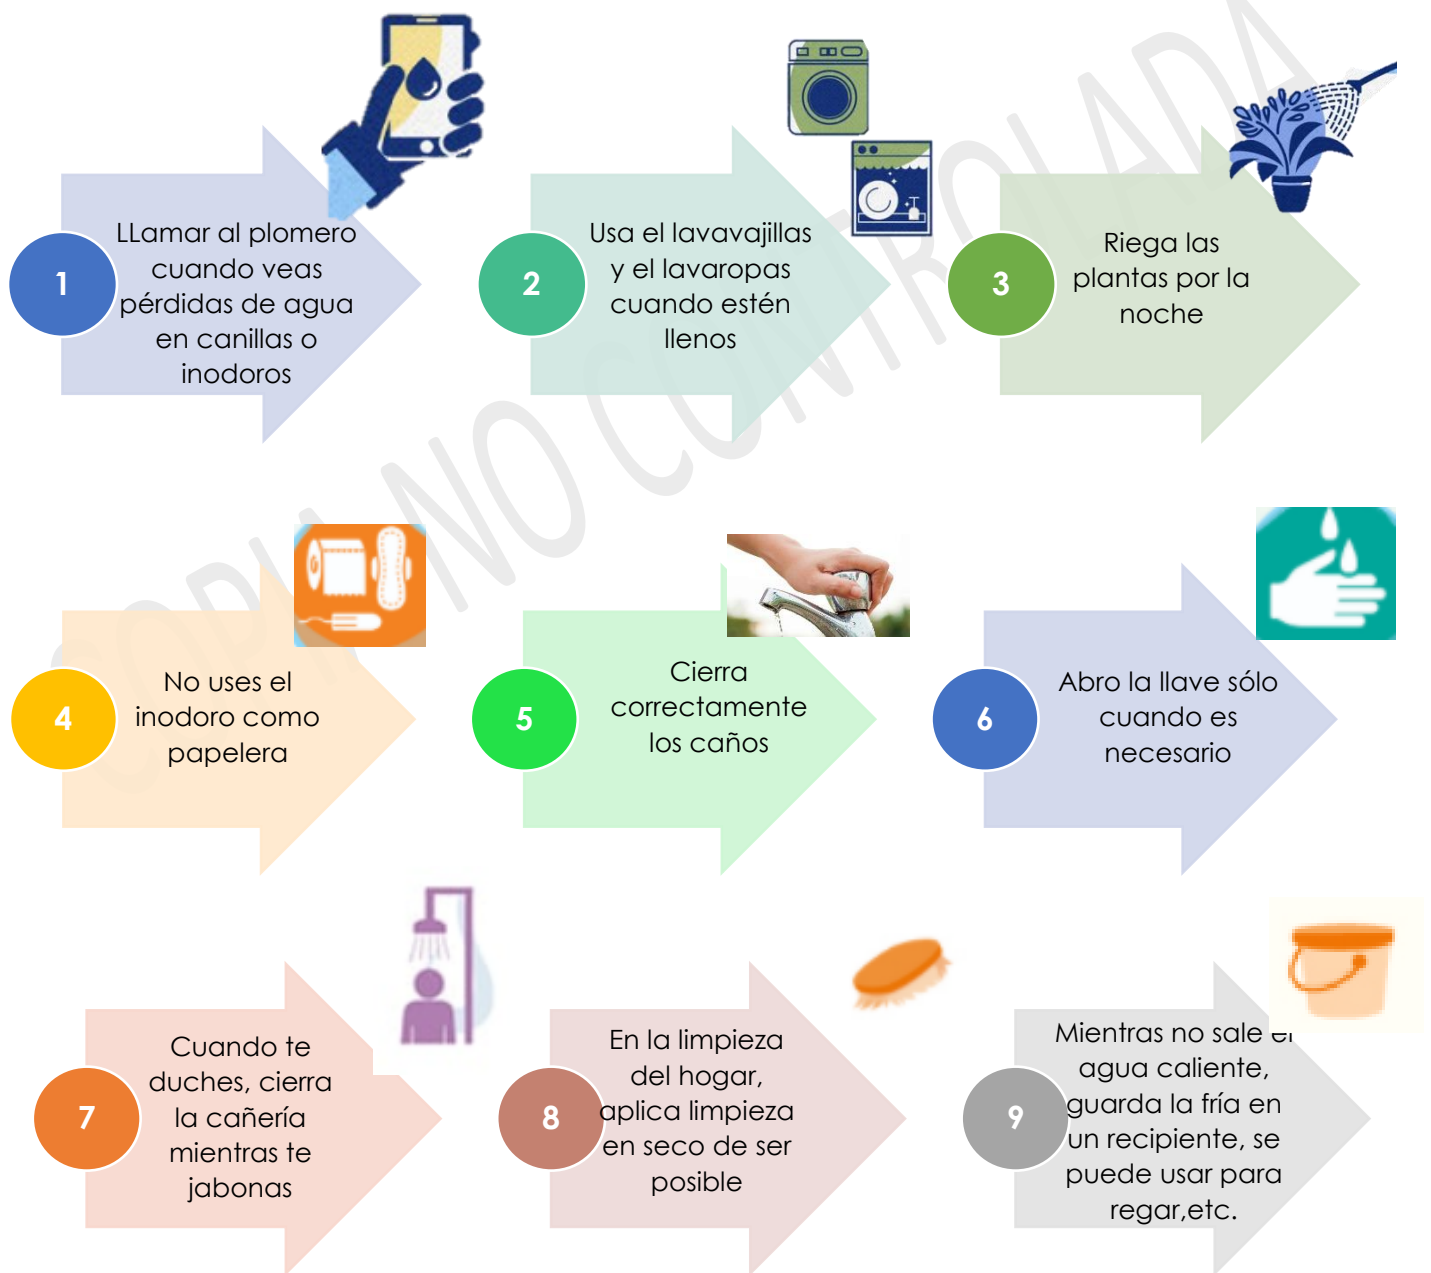 1
LLamar al plomero
cuando veas
pérdidas de agua
en canillas o
inodoros
2
Usa el lavavajillas
y el lavaropas
cuando estén
llenos
3
Riega las
plantas por la
noche
4
No uses el
inodoro como
papelera
5
Cierra
correctamente
los caños
6
Abro la llave sólo
cuando es
necesario
7
Cuando te
duches, cierra
la cañería
mientras te
jabonas
8
En la limpieza
del hogar,
aplica limpieza
en seco de ser
posible
9
Mientras no sale el
agua caliente,
guarda la fría en
un recipiente, se
puede usar para
regar,etc.
COPIA NO CONTROLADA